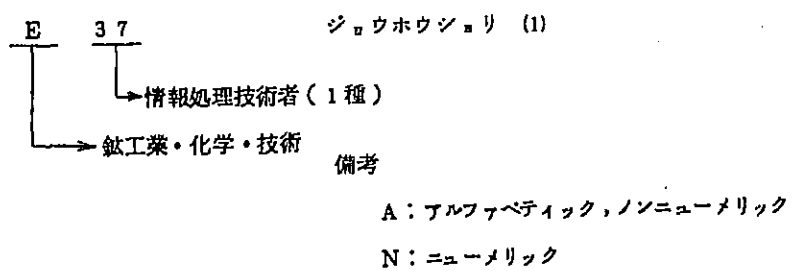 E 37 ジョウホウショリ (1)
情報処理技術者(1種)
鉱工業・化学・技術
備考
A:アルファベティック,ノンニューメリック
N:ニューメリック